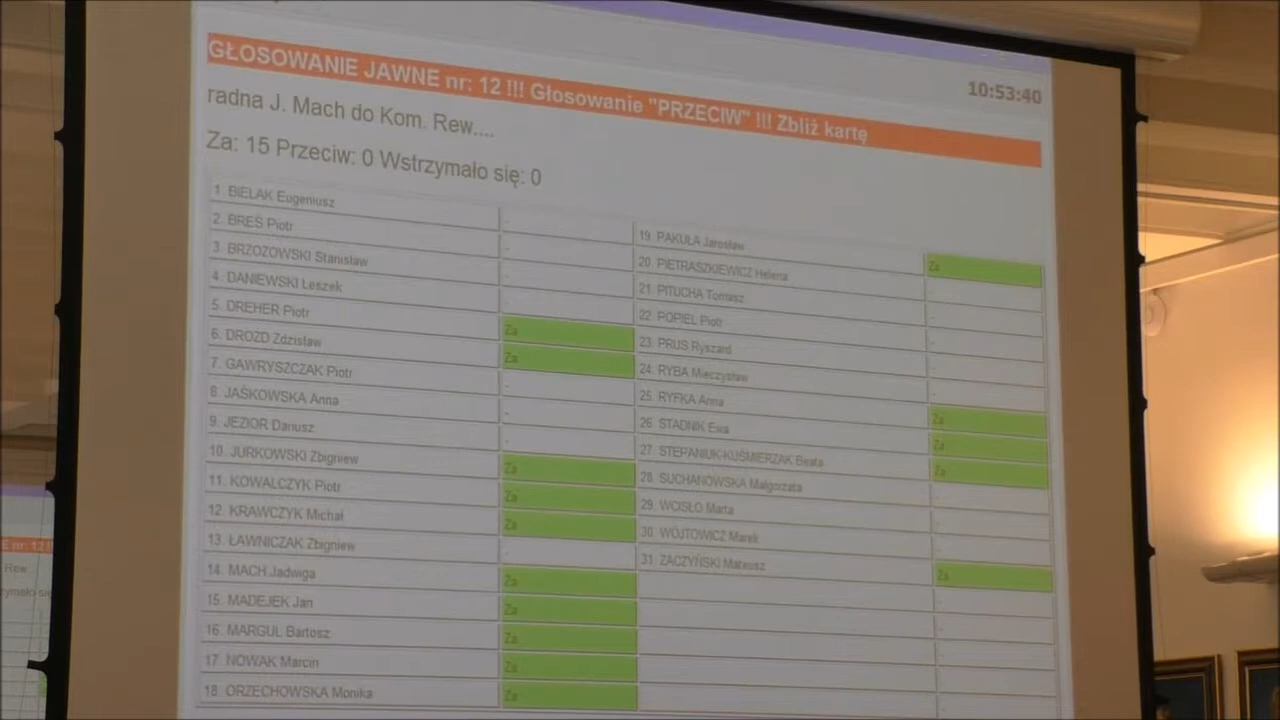 GŁOSOWANIE JAWNE nr: 12 !!! Głosowanie "PRZECIW" !!! Zbliż kartę
10:53:40
radna J. Mach do Kom. Rew....
Za: 15 Przeciw: 0 Wstrzymało się: 0
1. BIELAK Eugeniusz -
2. BREŚ Piotr -
3. BRZOZOWSKI Stanisław -
4. DANIEWSKI Leszek -
5. DREHER Piotr Za
6. DROZD Zdzisław Za
7. GAWRYSZCZAK Piotr -
8. JAŚKOWSKA Anna -
9. JEZIOR Dariusz -
10. JURKOWSKI Zbigniew Za
11. KOWALCZYK Piotr Za
12. KRAWCZYK Michał Za
13. ŁAWNICZAK Zbigniew -
14. MACH Jadwiga Za
15. MADEJEK Jan Za
16. MARGUL Bartosz Za
17. NOWAK Marcin Za
18. ORZECHOWSKA Monika Za
19. PAKUŁA Jarosław Za
20. PIETRASZKIEWICZ Helena -
21. PITUCHA Tomasz -
22. POPIEL Piotr -
23. PRUS Ryszard -
24. RYBA Mieczysław -
25. RYFKA Anna Za
26. STADNIK Ewa Za
27. STEPANIUK-KUŚMIERZAK Beata Za
28. SUCHANOWSKA Małgorzata -
29. WCISŁO Marta -
30. WÓJTOWICZ Marek -
31. ZACZYŃSKI Mateusz Za
E nr: 12 !!
Rew
zymało się